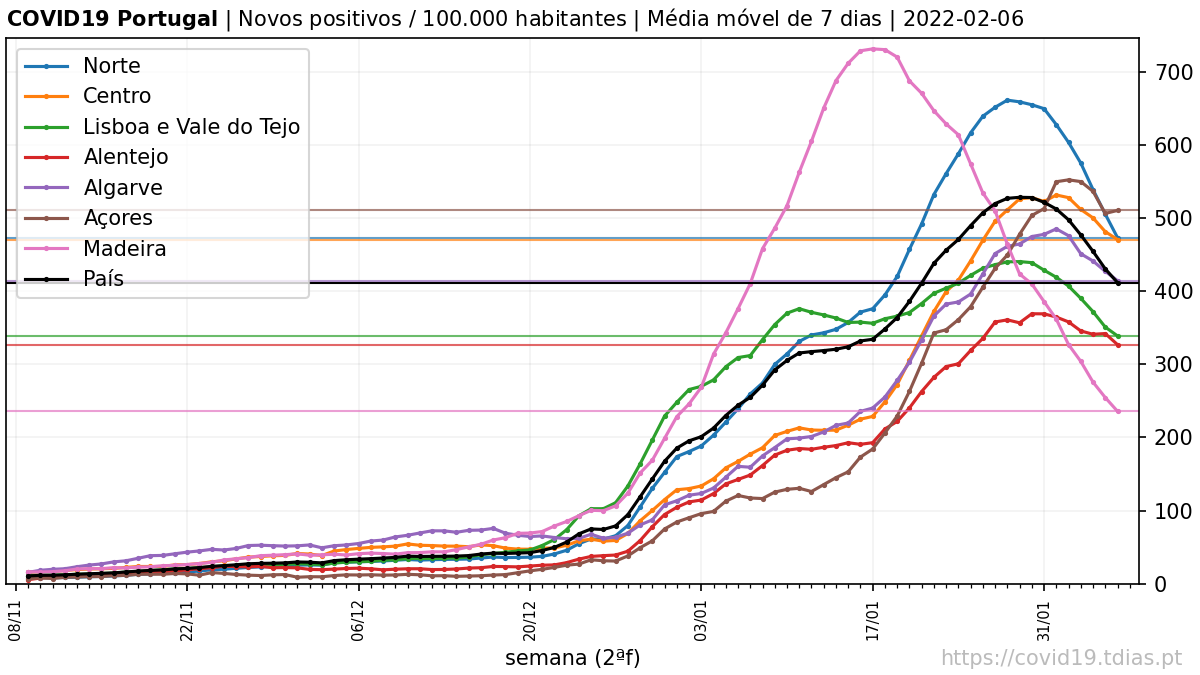 COVID19 Portugal | Novos positivos / 100.000 habitantes | Média móvel de 7 dias | 2022-02-06
Norte
Centro
Lisboa e Vale do Tejo
Alentejo
Algarve
Açores
Madeira
País
700
600
500
400
300
200
100
0
08/11
22/11
06/12
20/12
03/01
17/01
31/01
semana (2ªf)
https://covid19.tdias.pt